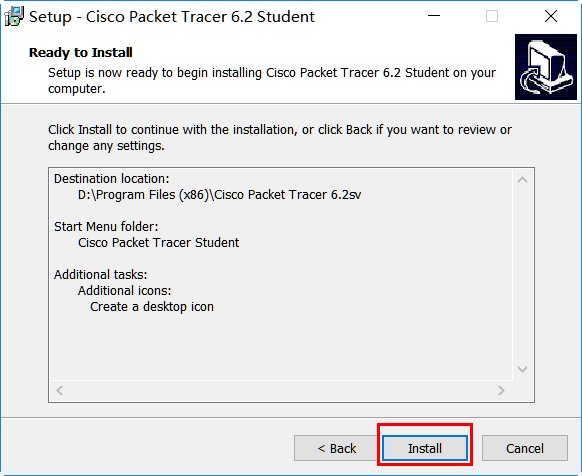 Setup - Cisco Packet Tracer 6.2 Student
Ready to Install
Setup is now ready to begin installing Cisco Packet Tracer 6.2 Student on your
computer.
Click Install to continue with the installation, or click Back if you want to review or
change any settings.
Destination location:
D:\Program Files (x86)\Cisco Packet Tracer 6.2sv
Start Menu folder:
Cisco Packet Tracer Student
Additional tasks:
Additional icons:
Create a desktop icon
< Back
Install
Cancel